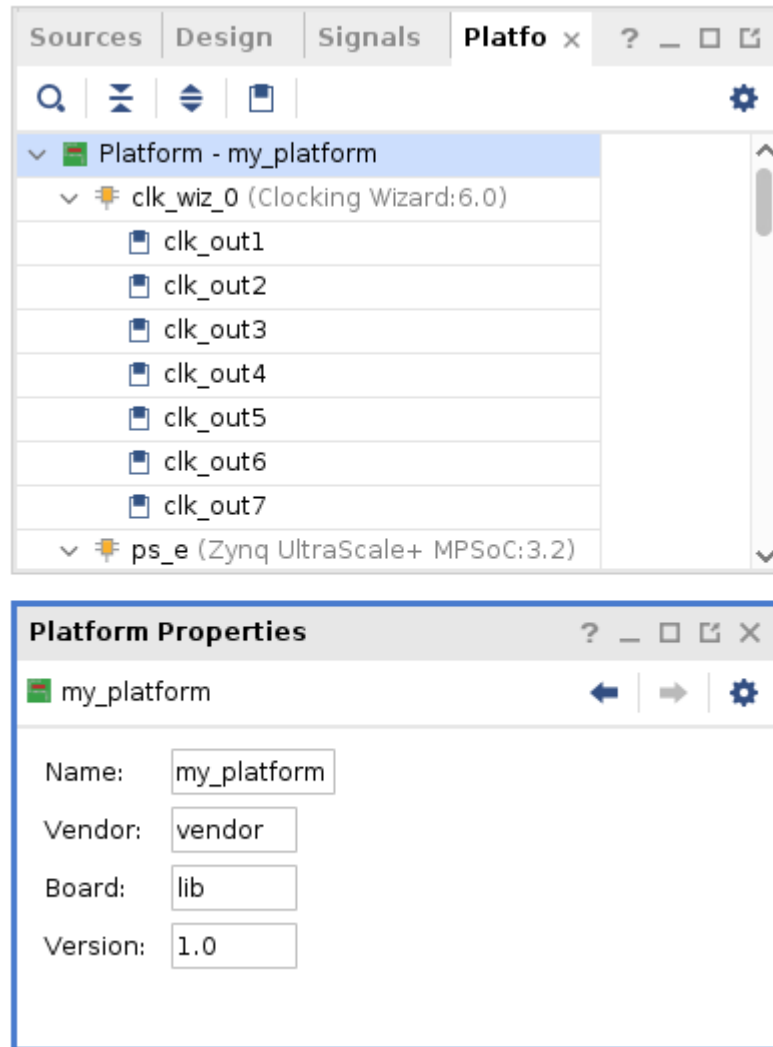 Sources Design Signals Platfo × ?
Platform - my_platform
clk_wiz_0 (Clocking Wizard:6.0)
clk_out1
clk_out2
clk_out3
clk_out4
clk_out5
clk_out6
clk_out7
ps_e (Zynq UltraScale+ MPSoC:3.2)
Platform Properties ?
my_platform
Name: my_platform
Vendor: vendor
Board: lib
Version: 1.0